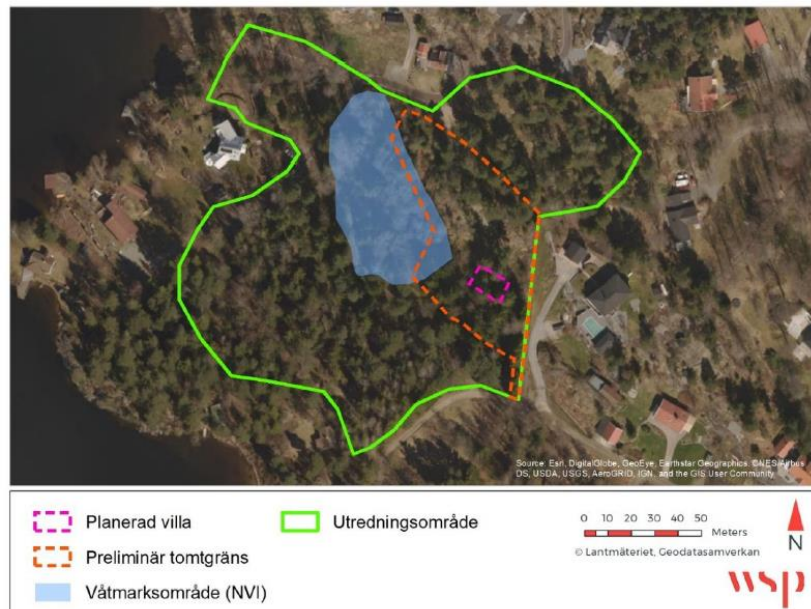 Source: Esri, DigitalGlobe, GeoEye, Earthstar Geographics, CNES/Airbus
DS, USDA, USGS, AeroGRID, IGN, and the GIS User Community
Planerad villa
Utredningsområde
Preliminär tomtgräns
Våtmarksområde (NVI)
0 10 20 30 40 50
Meters
© Lantmäteriet, Geodatasamverkan
N
wsp